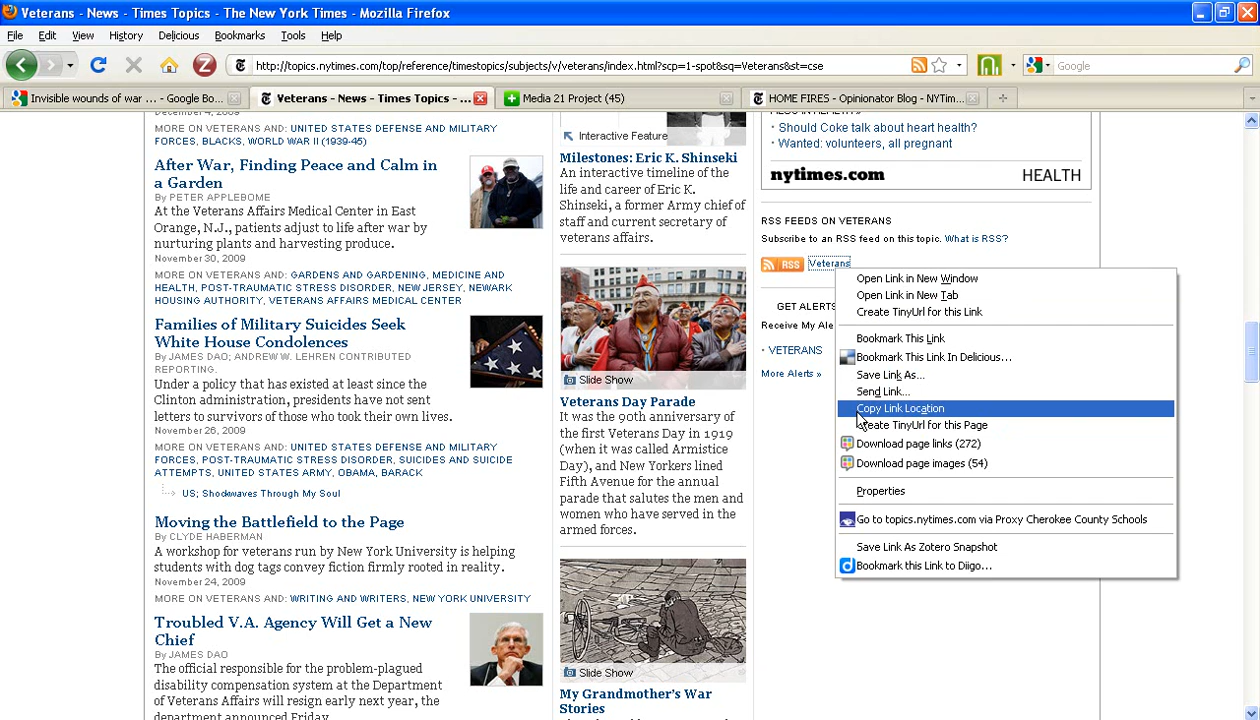 Veterans - News - Times Topics - The New York Times - Mozilla Firefox
File Edit View History Delicious Bookmarks Tools Help
http://topics.nytimes.com/top/reference/timestopics/subjects/v/veterans/index.html?scp=1-spot&sq=Veterans&st=cse
Google
Invisible wounds of war ... - Google Bo...
Veterans - News - Times Topics - ...
Media 21 Project (45)
HOME FIRES - Opinionator Blog - NYTim...
MORE ON VETERANS AND: UNITED STATES DEFENSE AND MILITARY
FORCES, BLACKS, WORLD WAR II (1939-45)
After War, Finding Peace and Calm in
a Garden
By PETER APPLEBOME
At the Veterans Affairs Medical Center in East
Orange, N.J., patients adjust to life after war by
nurturing plants and harvesting produce.
November 30, 2009
MORE ON VETERANS AND: GARDENS AND GARDENING, MEDICINE AND
HEALTH, POST-TRAUMATIC STRESS DISORDER, NEW JERSEY, NEWARK
HOUSING AUTHORITY, VETERANS AFFAIRS MEDICAL CENTER
Families of Military Suicides Seek
White House Condolences
By JAMES DAO; ANDREW W. LEHREN CONTRIBUTED
REPORTING.
Under a policy that has existed at least since the
Clinton administration, presidents have not sent
letters to survivors of those who took their own lives.
November 26, 2009
MORE ON VETERANS AND: UNITED STATES DEFENSE AND MILITARY
FORCES, POST-TRAUMATIC STRESS DISORDER, SUICIDES AND SUICIDE
ATTEMPTS, UNITED STATES ARMY, OBAMA, BARACK
US; Shockwaves Through My Soul
Moving the Battlefield to the Page
By CLYDE HABERMAN
A workshop for veterans run by New York University is helping
students with dog tags convey fiction firmly rooted in reality.
November 24, 2009
MORE ON VETERANS AND: WRITING AND WRITERS, NEW YORK UNIVERSITY
Troubled V.A. Agency Will Get a New
Chief
By JAMES DAO
The official responsible for the problem-plagued
disability compensation system at the Department
of Veterans Affairs will resign early next year, the
department announced Friday.
Interactive Feature
Milestones: Eric K. Shinseki
An interactive timeline of the
life and career of Eric K.
Shinseki, a former Army chief of
staff and current secretary of
veterans affairs.
Slide Show
Veterans Day Parade
It was the 90th anniversary of
the first Veterans Day in 1919
(when it was called Armistice
Day), and New Yorkers lined
Fifth Avenue for the annual
parade that salutes the men and
women who have served in the
armed forces.
Slide Show
My Grandmother's War
Stories
• Should Coke talk about heart health?
• Wanted: volunteers, all pregnant
nytimes.com HEALTH
RSS FEEDS ON VETERANS
Subscribe to an RSS feed on this topic. What is RSS?
RSS Veterans
GET ALERTS
Receive My Ale
• VETERANS
More Alerts »
Open Link in New Window
Open Link in New Tab
Create TinyUrl for this Link
Bookmark This Link
Bookmark This Link In Delicious...
Save Link As...
Send Link...
Copy Link Location
Create TinyUrl for this Page
Download page links (272)
Download page images (54)
Properties
Go to topics.nytimes.com via Proxy Cherokee County Schools
Save Link As Zotero Snapshot
Bookmark this Link to Diigo...